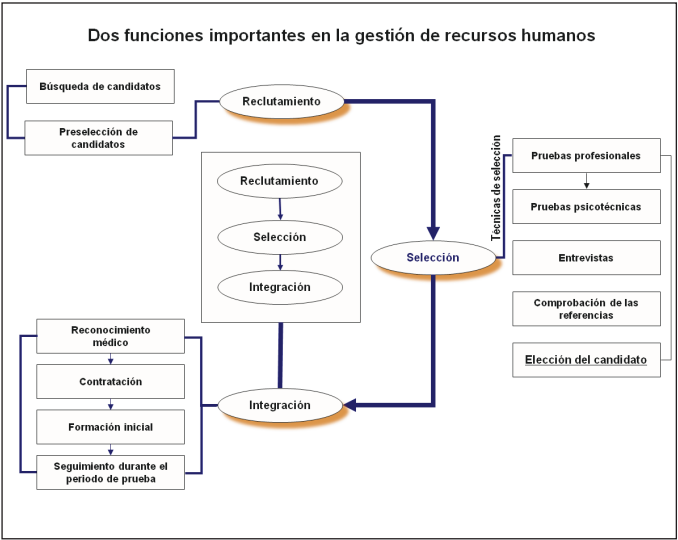 Dos funciones importantes en la gestión de recursos humanos
Búsqueda de candidatos
Preselección de
candidatos
Reclutamiento
Reclutamiento
Selección
Integración
Selección
Técnicas de selección
Pruebas profesionales
Pruebas psicotécnicas
Entrevistas
Comprobación de las
referencias
Elección del candidato
Integración
Reconocimiento
médico
Contratación
Formación inicial
Seguimiento durante el
periodo de prueba